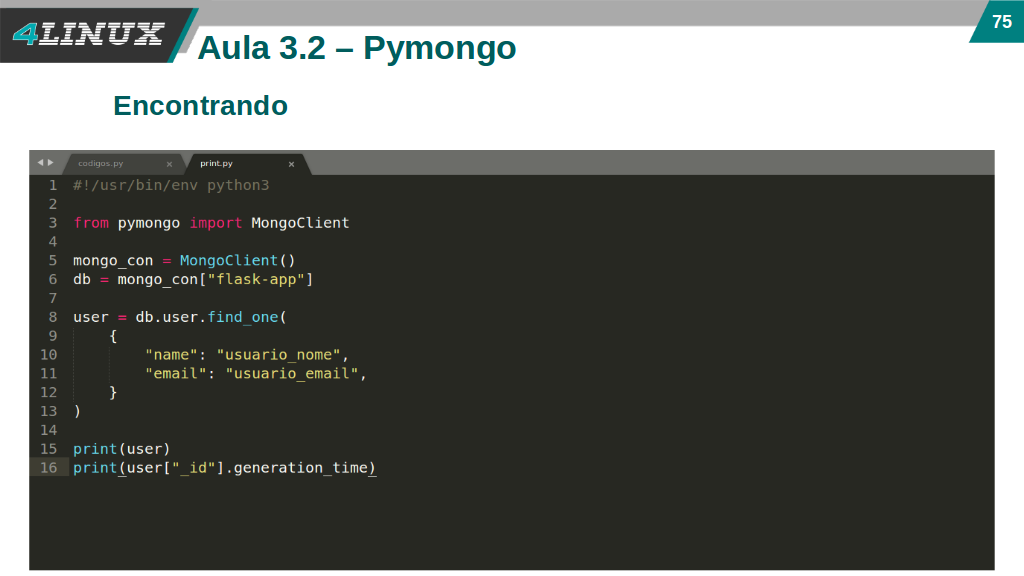 4LINUX
75
Aula 3.2 – Pymongo
Encontrando
codigos.py × print.py ×
1 #!/usr/bin/env python3
2
3 from pymongo import MongoClient
4
5 mongo_con = MongoClient()
6 db = mongo_con["flask-app"]
7
8 user = db.user.find_one(
9     {
10         "name": "usuario_nome",
11         "email": "usuario_email",
12     }
13 )
14
15 print(user)
16 print(user["_id"].generation_time)